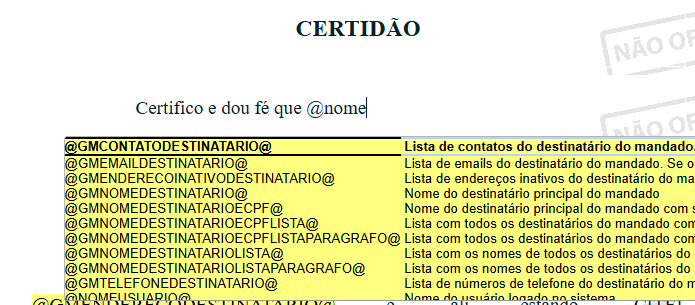 CERTIDÃO
NÃO OF
Certifico e dou fé que @nome
@GMCONTATODESTINATARIO@ Lista de contatos do destinatário do mandado.
@GMEMAILDESTINATARIO@ Lista de emails do destinatário do mandado. Se o
@GMENDERECOINATIVODESTINATARIO@ Lista de endereços inativos do destinatário do ma
@GMNOMEDESTINATARIO@ Nome do destinatário principal do mandado
@GMNOMEDESTINATARIOECPF@ Nome do destinatário principal do mandado com s
@GMNOMEDESTINATARIOECPFLISTA@ Lista com todos os destinatários do mandado com
@GMNOMEDESTINATARIOECPFLISTAPARAGRAFO@ Lista com todos os destinatários do mandado com
@GMNOMEDESTINATARIOLISTA@ Lista com os nomes de todos os destinatários do
@GMNOMEDESTINATARIOLISTAPARAGRAFO@ Lista com os nomes de todos os destinatários do
@GMTELEFONEDESTINATARIO@ Lista de números de telefone do destinatário do n
@NOMEUSUARIO@ Nome do usuário logado no sistema